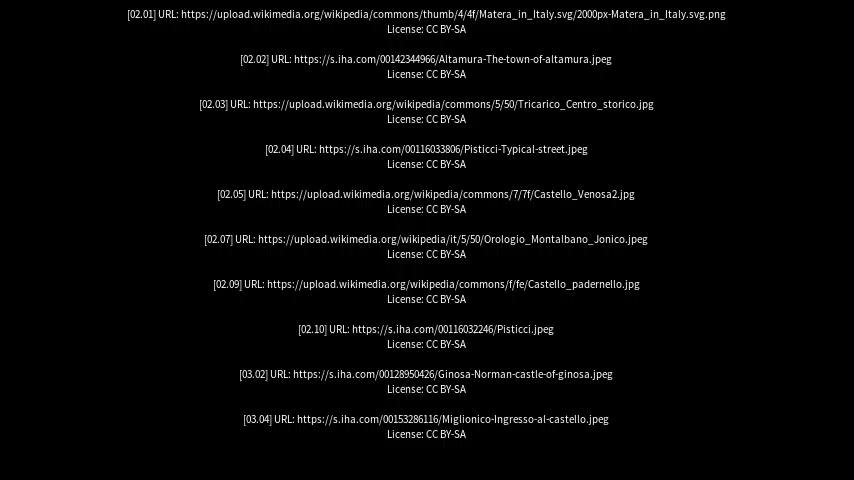 [02.01] URL: https://upload.wikimedia.org/wikipedia/commons/thumb/4/4f/Matera_in_Italy.svg/2000px-Matera_in_Italy.svg.png
License: CC BY-SA
[02.02] URL: https://s.iha.com/00142344966/Altamura-The-town-of-altamura.jpeg
License: CC BY-SA
[02.03] URL: https://upload.wikimedia.org/wikipedia/commons/5/50/Tricarico_Centro_storico.jpg
License: CC BY-SA
[02.04] URL: https://s.iha.com/00116033806/Pisticci-Typical-street.jpeg
License: CC BY-SA
[02.05] URL: https://upload.wikimedia.org/wikipedia/commons/7/7f/Castello_Venosa2.jpg
License: CC BY-SA
[02.07] URL: https://upload.wikimedia.org/wikipedia/it/5/50/Orologio_Montalbano_Jonico.jpeg
License: CC BY-SA
[02.09] URL: https://upload.wikimedia.org/wikipedia/commons/f/fe/Castello_padernello.jpg
License: CC BY-SA
[02.10] URL: https://s.iha.com/00116032246/Pisticci.jpeg
License: CC BY-SA
[03.02] URL: https://s.iha.com/00128950426/Ginosa-Norman-castle-of-ginosa.jpeg
License: CC BY-SA
[03.04] URL: https://s.iha.com/00153286116/Miglionico-Ingresso-al-castello.jpeg
License: CC BY-SA